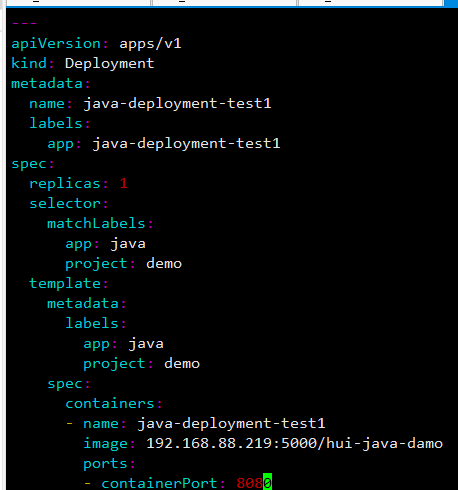 ---
apiVersion: apps/v1
kind: Deployment
metadata:
  name: java-deployment-test1
  labels:
    app: java-deployment-test1
spec:
  replicas: 1
  selector:
    matchLabels:
      app: java
      project: demo
  template:
    metadata:
      labels:
        app: java
        project: demo
    spec:
      containers:
      - name: java-deployment-test1
        image: 192.168.88.219:5000/hui-java-damo
        ports:
        - containerPort: 8080